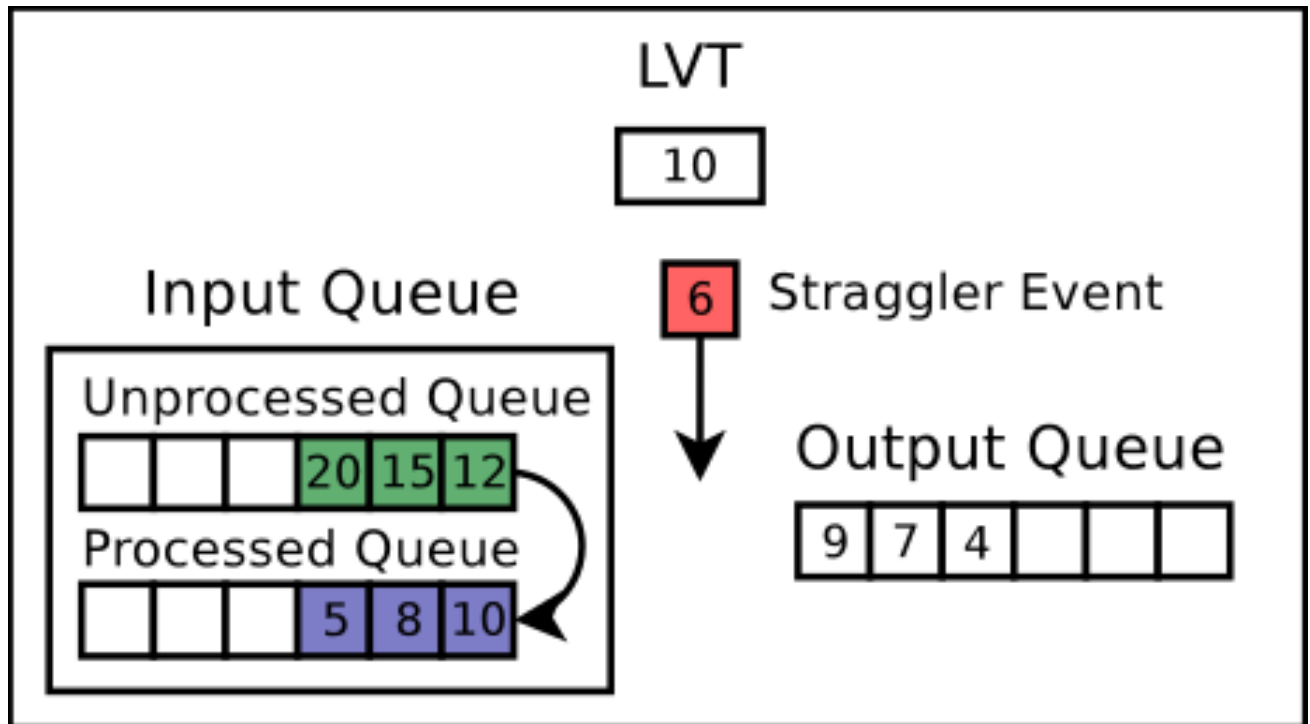 LVT
10
6 Straggler Event
Input Queue
Unprocessed Queue
20 15 12
Processed Queue
5 8 10
Output Queue
9 7 4